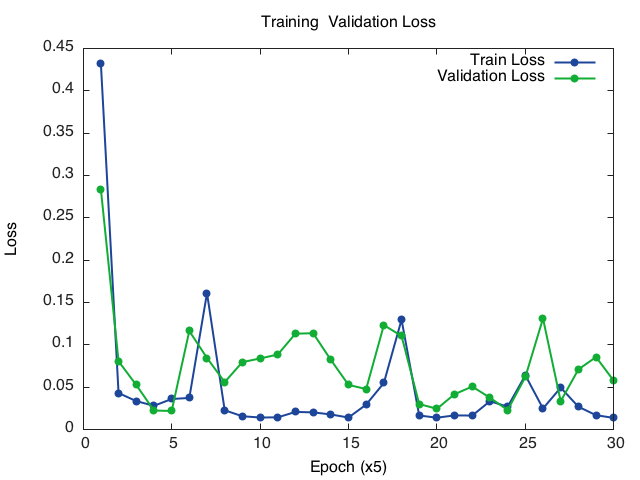 Training  Validation Loss
Train Loss
Validation Loss
0.45
0.4
0.35
0.3
0.25
0.2
0.15
0.1
0.05
0
Loss
0 5 10 15 20 25 30
Epoch (x5)